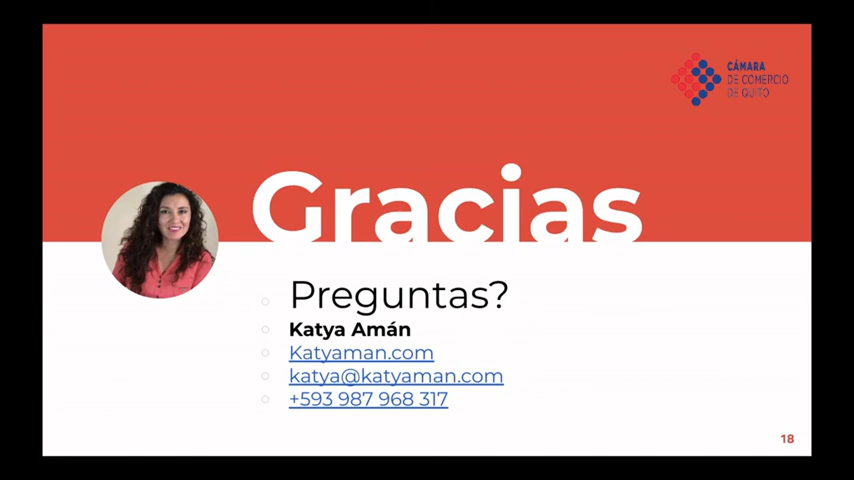 CÁMARA
DE COMERCIO
DE QUITO
Gracias
Preguntas?
Katya Amán
Katyaman.com
katya@katyaman.com
+593 987 968 317
18